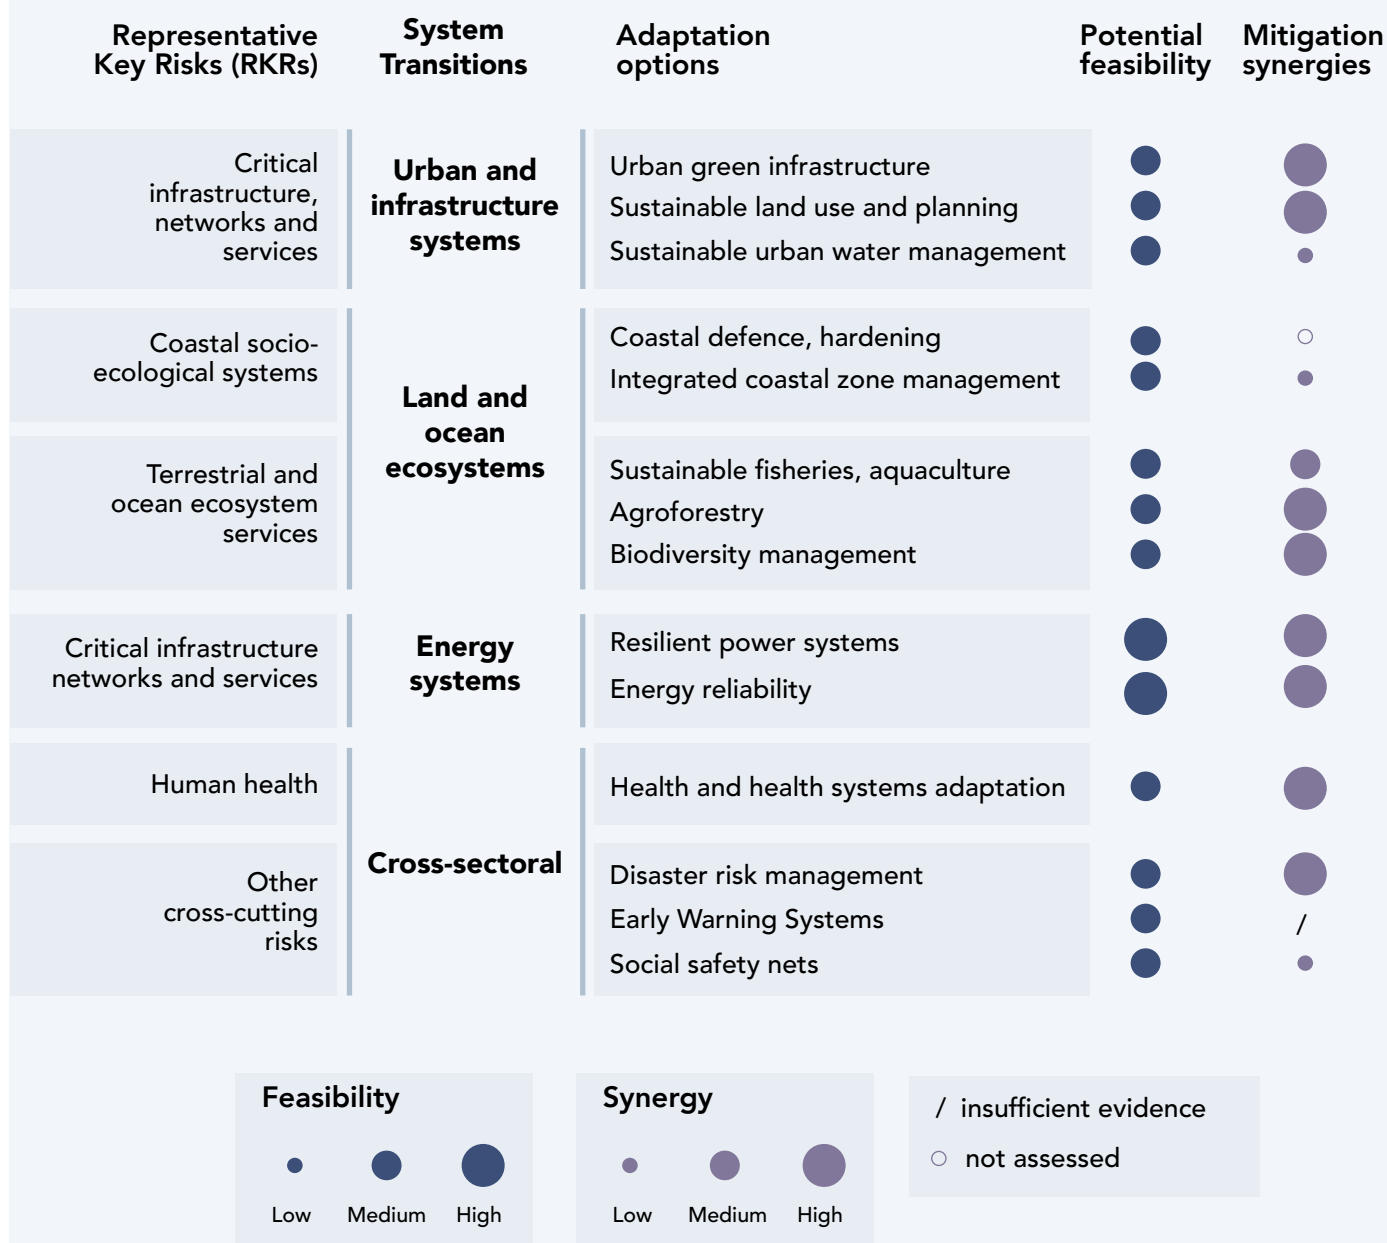 Representative
Key Risks (RKRs)
System
Transitions
Adaptation
options
Potential
feasibility
Mitigation
synergies
Critical
infrastructure,
networks and
services
Urban and
infrastructure
systems
Urban green infrastructure
Sustainable land use and planning
Sustainable urban water management
Coastal socio-
ecological systems
Land and
ocean
ecosystems
Coastal defence, hardening
Integrated coastal zone management
Terrestrial and
ocean ecosystem
services
Sustainable fisheries, aquaculture
Agroforestry
Biodiversity management
Critical infrastructure
networks and services
Energy
systems
Resilient power systems
Energy reliability
Human health
Cross-sectoral
Health and health systems adaptation
Other
cross-cutting
risks
Disaster risk management
Early Warning Systems
/
Social safety nets
Feasibility
Low Medium High
Synergy
Low Medium High
/ insufficient evidence
not assessed